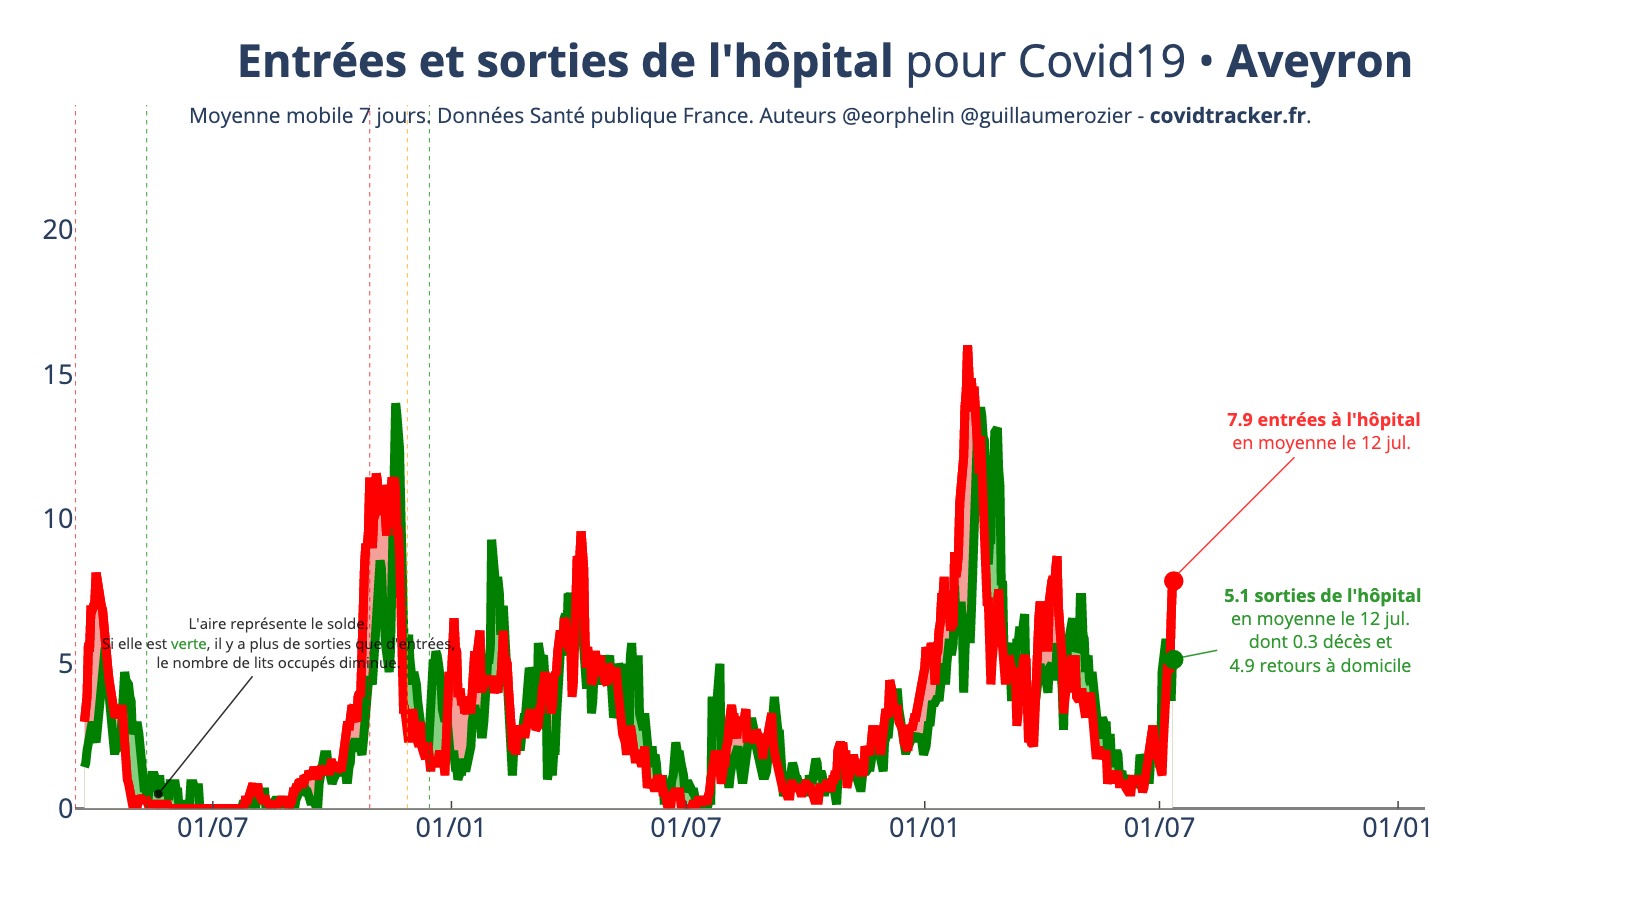 Entrées et sorties de l'hôpital pour Covid19 • Aveyron
Moyenne mobile 7 jours. Données Santé publique France. Auteurs @eorphelin @guillaumerozier - covidtracker.fr.
20
15
10
5
0
7.9 entrées à l'hôpital
en moyenne le 12 jul.
5.1 sorties de l'hôpital
en moyenne le 12 jul.
dont 0.3 décès et
4.9 retours à domicile
L'aire représente le solde.
Si elle est verte, il y a plus de sorties que d'entrées,
le nombre de lits occupés diminue.
01/07
01/01
01/07
01/01
01/07
01/01